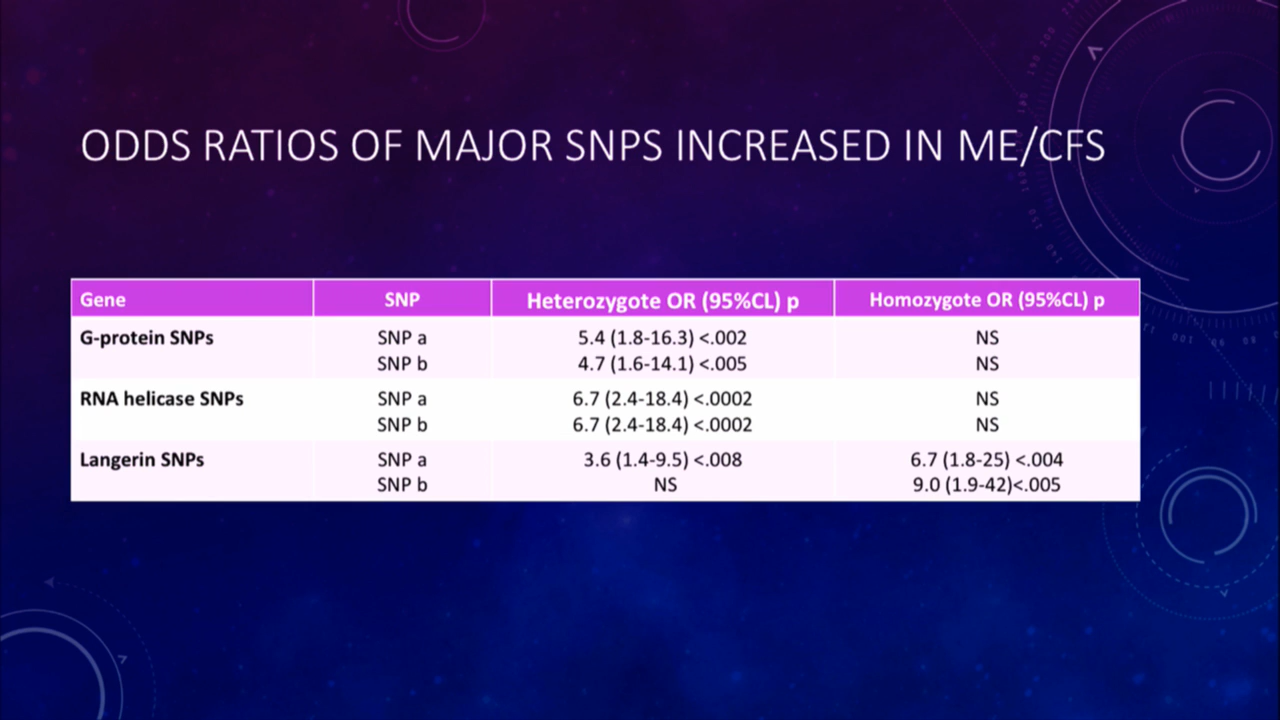 ODDS RATIOS OF MAJOR SNPS INCREASED IN ME/CFS
Gene SNP Heterozygote OR (95%CL) p Homozygote OR (95%CL) p
G-protein SNPs SNP a 5.4 (1.8-16.3) <.002 NS
SNP b 4.7 (1.6-14.1) <.005 NS
RNA helicase SNPs SNP a 6.7 (2.4-18.4) <.0002 NS
SNP b 6.7 (2.4-18.4) <.0002 NS
Langerin SNPs SNP a 3.6 (1.4-9.5) <.008 6.7 (1.8-25) <.004
SNP b NS 9.0 (1.9-42)<.005